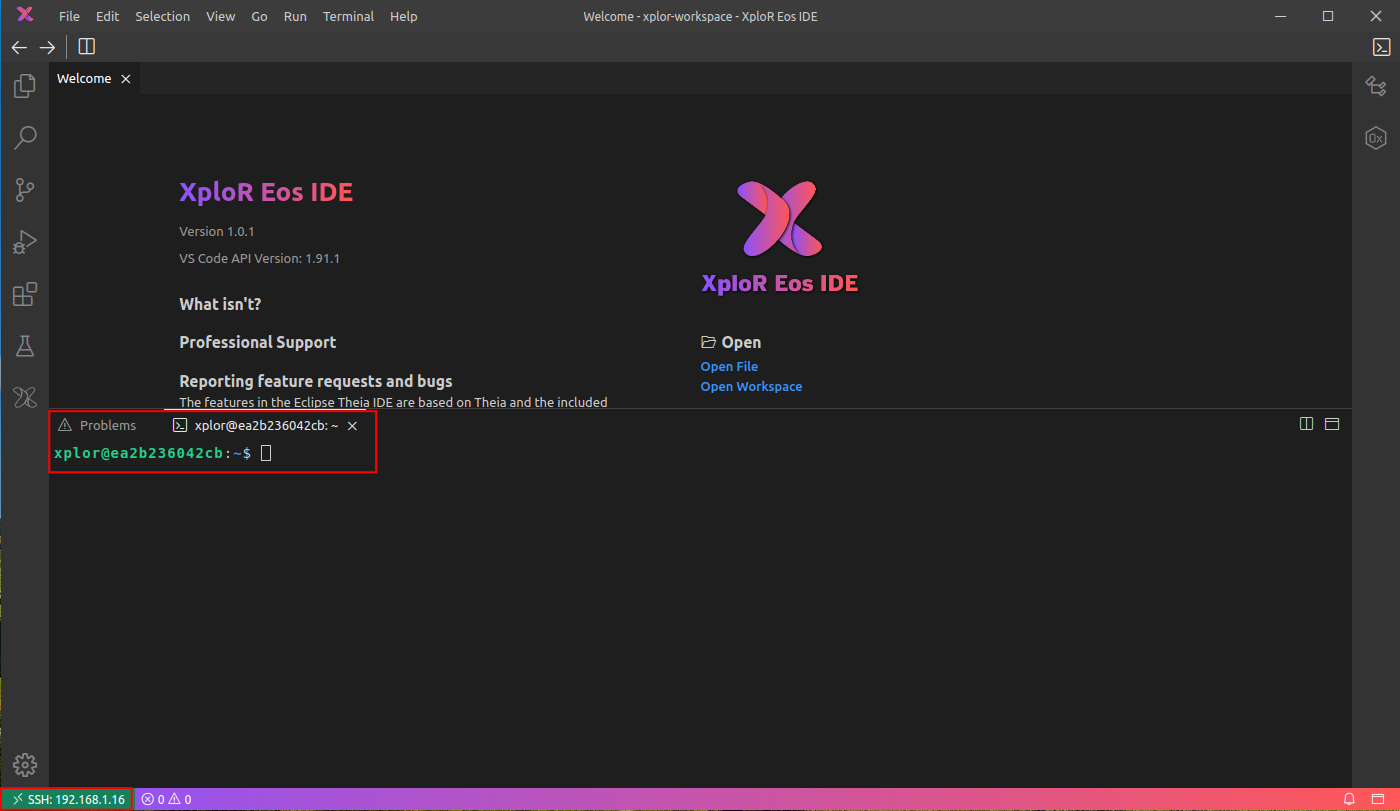 File Edit Selection View Go Run Terminal Help
Welcome - xplor-workspace - XploR Eos IDE
Welcome
XploR Eos IDE
Version 1.0.1
VS Code API Version: 1.91.1
What isn't?
Professional Support
Reporting feature requests and bugs
The features in the Eclipse Theia IDE are based on Theia and the included
XploR Eos IDE
Open
Open File
Open Workspace
0x
Problems
xplor@ea2b236042cb: ~
xplor@ea2b236042cb:~$
SSH: 192.168.1.16
0 0